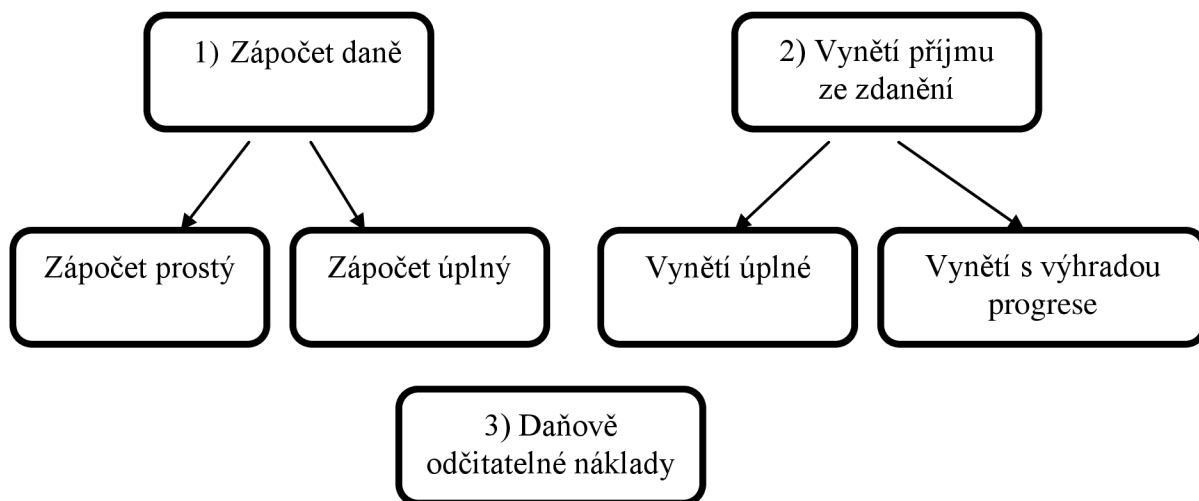 1) Zápočet daně
2) Vynětí příjmu
ze zdanění
Zápočet prostý
Zápočet úplný
Vynětí úplné
Vynětí s výhradou
progrese
3) Daňově
odčitatelné náklady